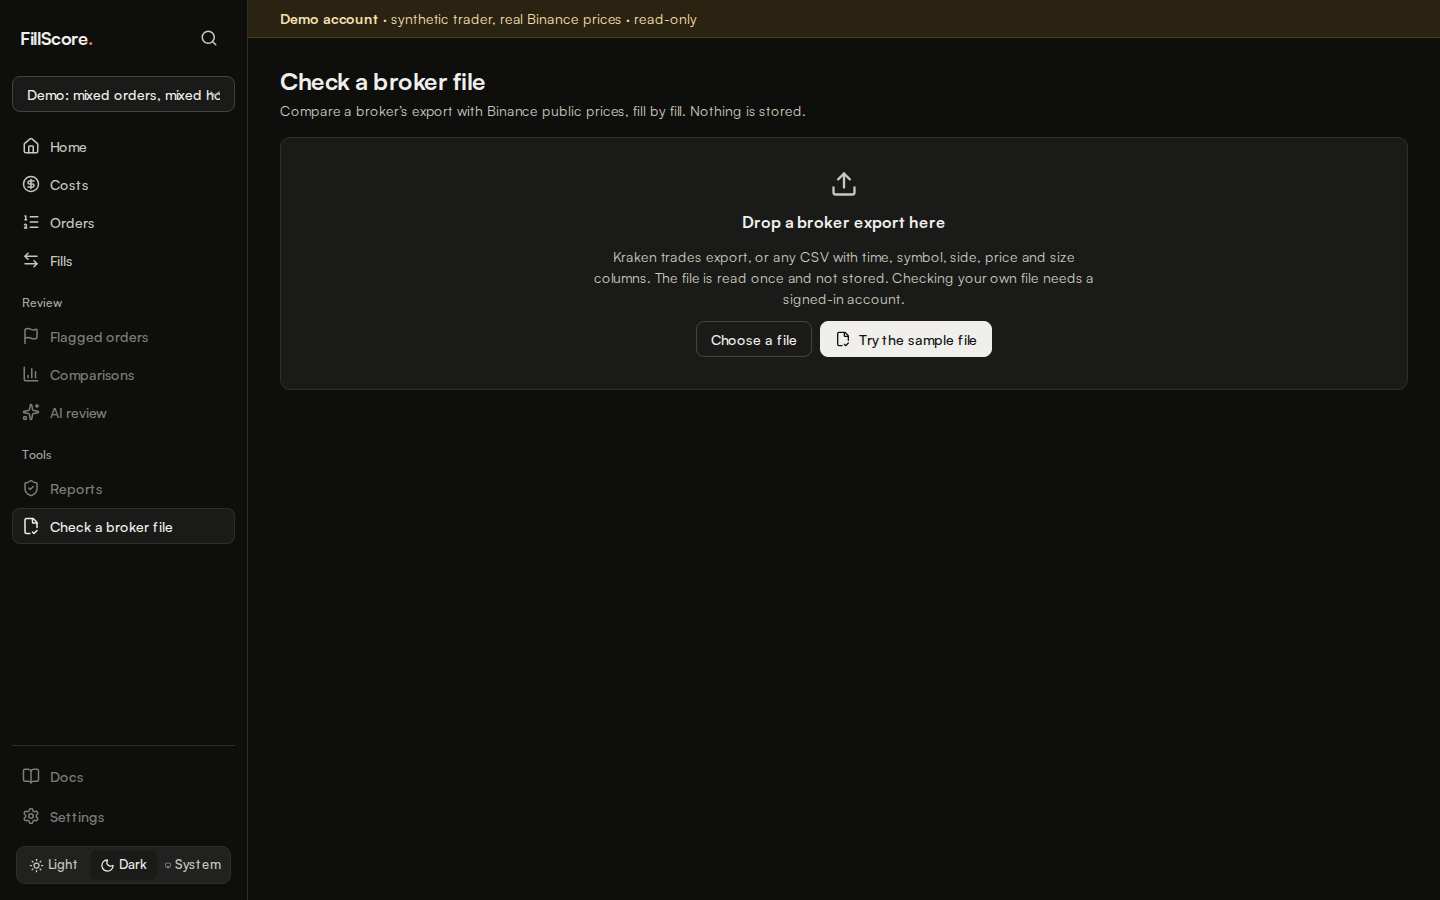 FillScore.
Demo: mixed orders, mixed ho
Home
Costs
Orders
Fills
Review
Flagged orders
Comparisons
AI review
Tools
Reports
Check a broker file
Docs
Settings
Light
Dark
System
Demo account · synthetic trader, real Binance prices · read-only
Check a broker file
Compare a broker's export with Binance public prices, fill by fill. Nothing is stored.
Drop a broker export here
Kraken trades export, or any CSV with time, symbol, side, price and size
columns. The file is read once and not stored. Checking your own file needs a
signed-in account.
Choose a file
Try the sample file